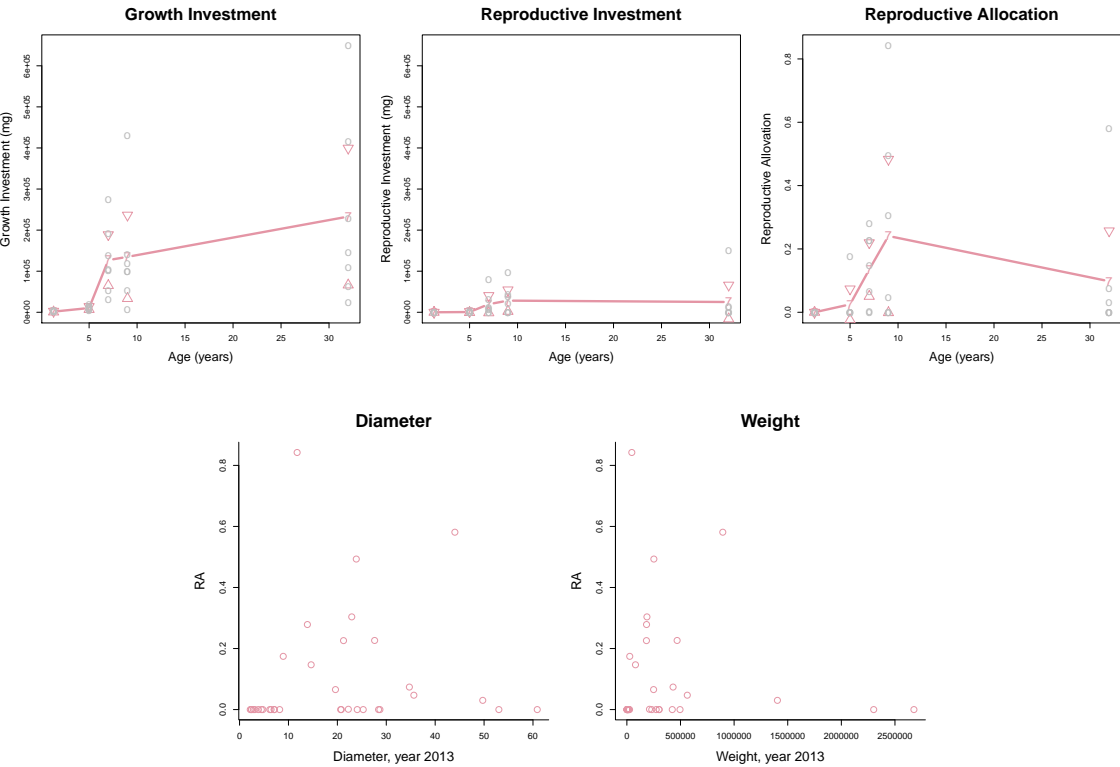 Growth Investment
Reproductive Investment
Reproductive Allocation
Growth Investment (mg)
0e+00 1e+05 2e+05 3e+05 4e+05 5e+05 6e+05
5 10 15 20 25 30
Age (years)
Reproductive Investment (mg)
0e+00 1e+05 2e+05 3e+05 4e+05 5e+05 6e+05
5 10 15 20 25 30
Age (years)
Reproductive Allovation
0.0 0.2 0.4 0.6 0.8
5 10 15 20 25 30
Age (years)
Diameter
RA
0.0 0.2 0.4 0.6 0.8
0 10 20 30 40 50 60
Diameter, year 2013
Weight
RA
0.0 0.2 0.4 0.6 0.8
0 500000 1000000 1500000 2000000 2500000
Weight, year 2013